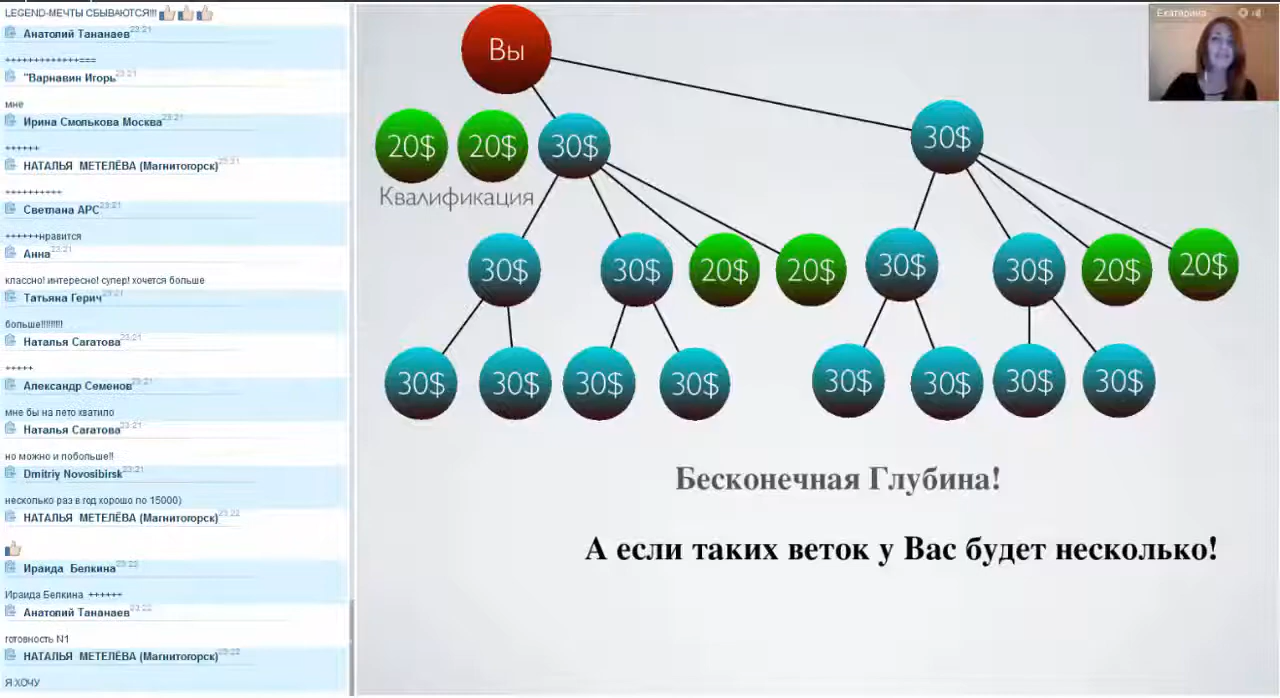 LEGEND-МЕЧТЫ СБЫВАЮТСЯ!!!
Анатолий Тананаев 23:21
+++++++++++++===
"Варнавин Игорь 23:21
мне
Ирина Смолькова Москва 23:21
++++++
НАТАЛЬЯ МЕТЕЛЁВА (Магнитогорск) 23:21
++++++++++
Светлана АРС 23:21
++++++нравится
Анна 23:21
классно! интересно! супер! хочется больше
Татьяна Герич 23:21
больше!!!!!!!!!
Наталья Сагатова 23:21
+++++
Александр Семенов 23:21
мне бы на лето хватило
Наталья Сагатова 23:21
но можно и побольше!!
Dmitriy Novosibirsk 23:21
несколько раз в год хорошо по 15000)
НАТАЛЬЯ МЕТЕЛЁВА (Магнитогорск) 23:22
Ираида Белкина 23:22
Ираида Белкина ++++++
Анатолий Тананаев 23:22
готовность N1
НАТАЛЬЯ МЕТЕЛЁВА (Магнитогорск) 23:22
Я ХОЧУ
Екатерина
Вы
20$ 20$ 30$ 30$
Квалификация
30$ 30$ 20$ 20$ 30$ 30$ 20$ 20$
30$ 30$ 30$ 30$ 30$ 30$ 30$ 30$
Бесконечная Глубина!
А если таких веток у Вас будет несколько!